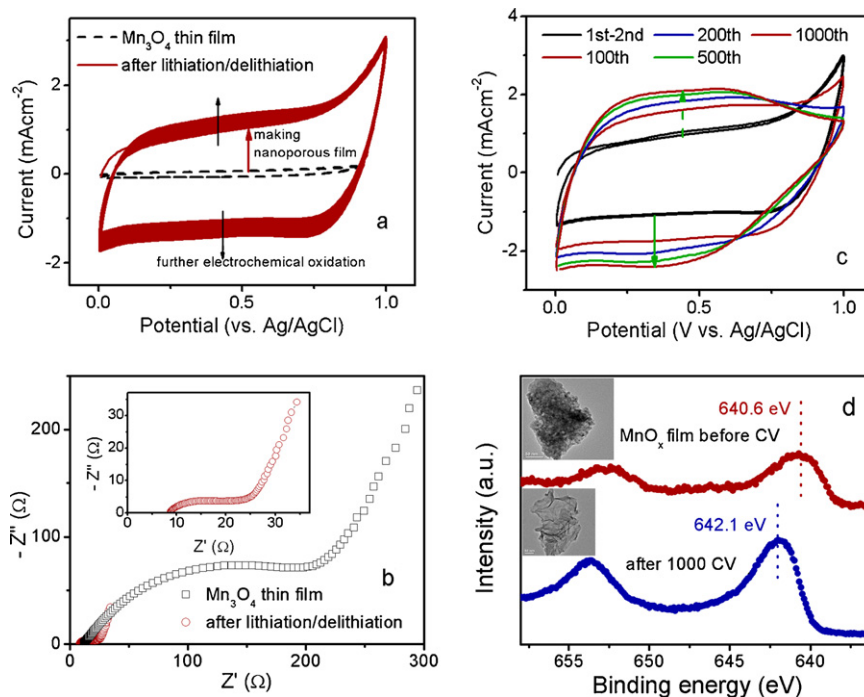 Mn₃O₄ thin film
after lithiation/delithiation
making
nanoporous film
further electrochemical oxidation
a
2
0
-2
0.0
0.5
1.0
Current (mAcm⁻²)
Potential (vs. Ag/AgCl)
1st-2nd 200th 1000th
100th 500th
c
4
2
0
-2
0.0
0.5
1.0
Current (mAcm⁻²)
Potential (V vs. Ag/AgCl)
200
100
0
0
100
200
300
- Z'' (Ω)
Z' (Ω)
30
20
10
0
10
20
30
- Z'' (Ω)
Z' (Ω)
b
Mn₃O₄ thin film
after lithiation/delithiation
640.6 eV
d
MnOₓ film before CV
642.1 eV
after 1000 CV
Intensity (a.u.)
655
650
645
640
Binding energy (eV)